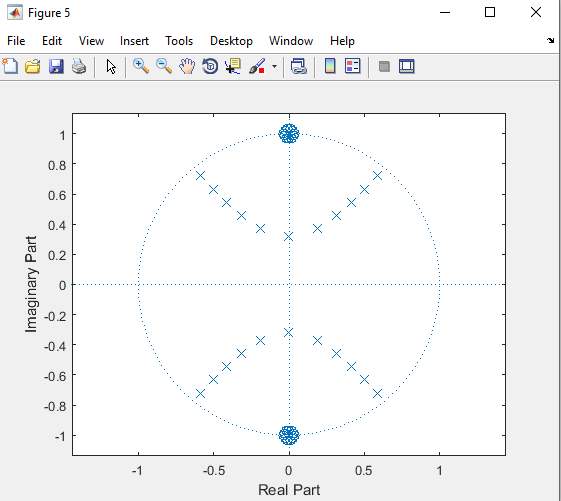 Figure 5
File Edit View Insert Tools Desktop Window Help
1
0.8
0.6
0.4
0.2
0
-0.2
-0.4
-0.6
-0.8
-1
Imaginary Part
-1 -0.5 0 0.5 1
Real Part